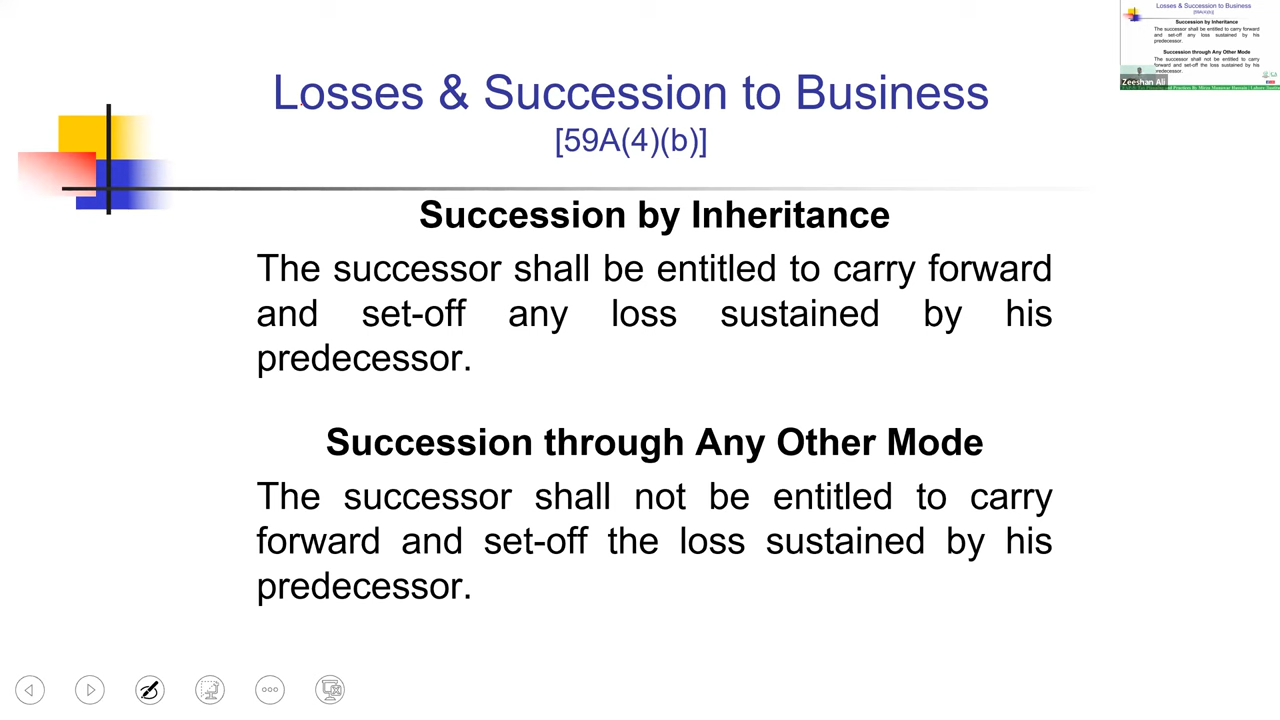 Losses & Succession to Business
[59A(4)(b)]
Succession by Inheritance
The successor shall be entitled to carry forward
and set-off any loss sustained by his
predecessor.
Succession through Any Other Mode
The successor shall not be entitled to carry
forward and set-off the loss sustained by his
predecessor.
Losses & Succession to Business
[59A(4)(b)]
Succession by Inheritance
The successor shall be entitled to carry forward
and set-off any loss sustained by his
predecessor.
Succession through Any Other Mode
The successor shall not be entitled to carry
forward and set-off the loss sustained by his
predecessor.
Zeeshan Ali